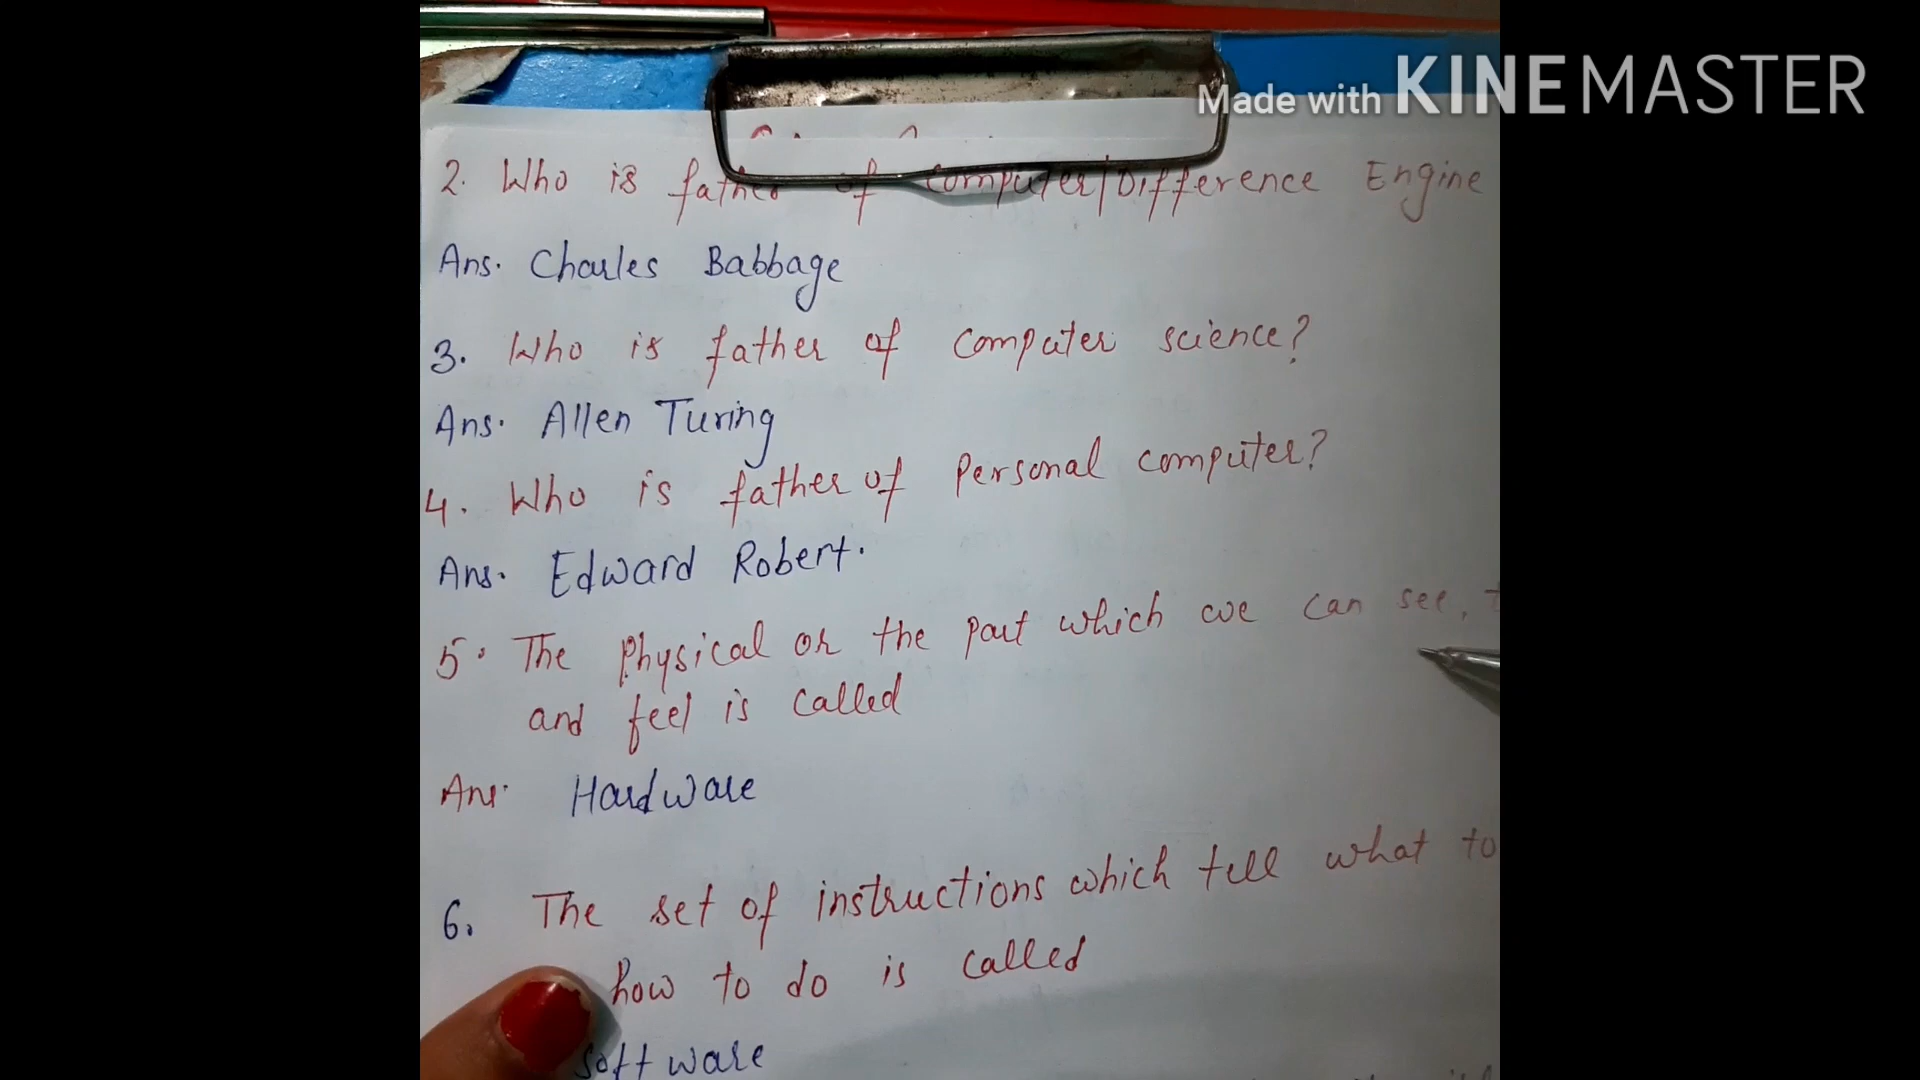 Made with KINEMASTER
2. Who is father of computer/Difference Engine
Ans. Charles Babbage
3. Who is father of computer science?
Ans. Allen Turing
4. Who is father of Personal computer?
Ans. Edward Robert.
5. The Physical or the part which we can see,
and feel is called
Ans. Hardware
6. The set of instructions which tell what to
how to do is called
software